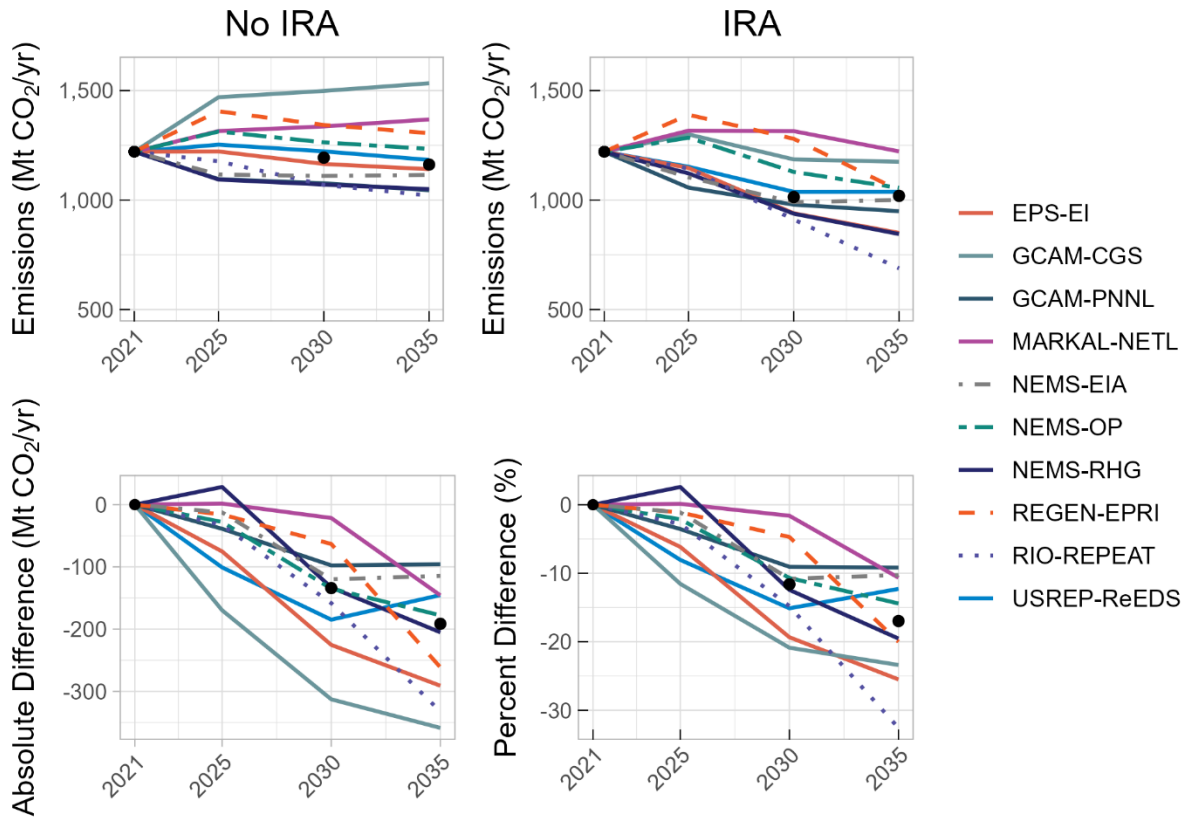 No IRA
IRA
Emissions (Mt CO₂/yr)
1,500
1,000
500
2021
2025
2030
2035
Emissions (Mt CO₂/yr)
1,500
1,000
500
2021
2025
2030
2035
Absolute Difference (Mt CO₂/yr)
0
-100
-200
-300
2021
2025
2030
2035
Percent Difference (%)
0
-10
-20
-30
2021
2025
2030
2035
EPS-EI
GCAM-CGS
GCAM-PNNL
MARKAL-NETL
NEMS-EIA
NEMS-OP
NEMS-RHG
REGEN-EPRI
RIO-REPEAT
USREP-ReEDS